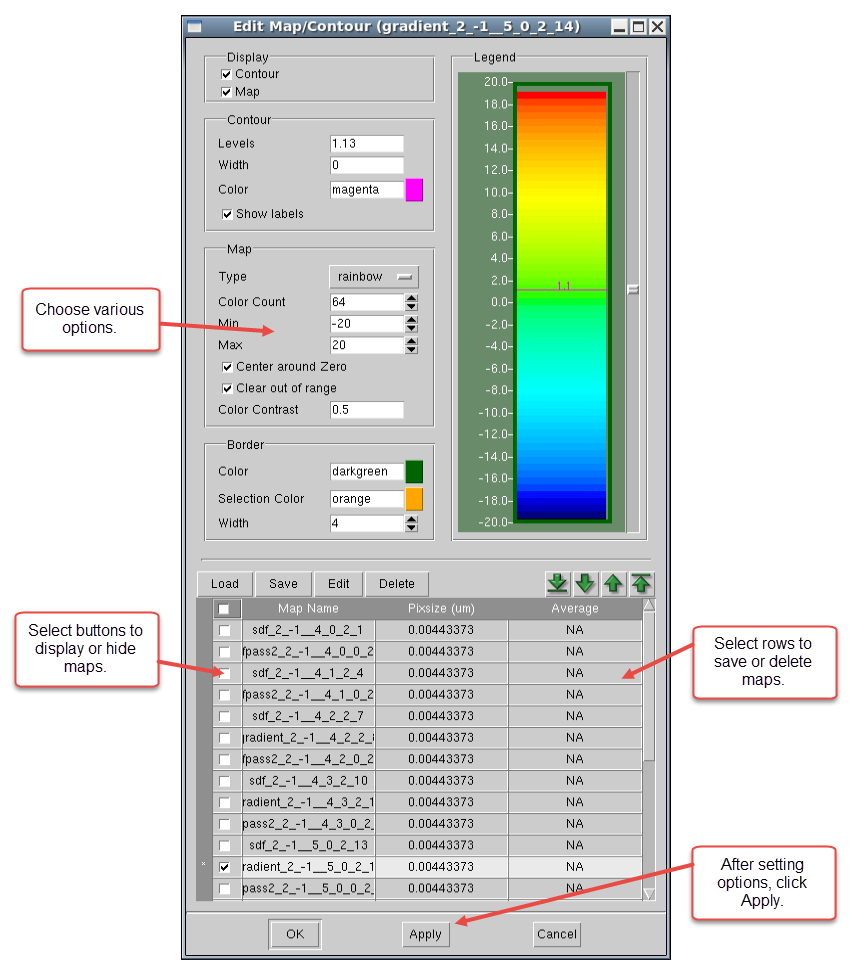 Edit Map/Contour (gradient_2_-1__5_0_2_14)
Display
Contour
Map
Contour
Levels 1.13
Width 0
Color magenta
Show labels
Map
Type rainbow
Color Count 64
Min -20
Max 20
Center around Zero
Clear out of range
Color Contrast 0.5
Border
Color darkgreen
Selection Color orange
Width 4
Legend
20.0
18.0
16.0
14.0
12.0
10.0
8.0
6.0
4.0
2.0
1.1
0.0
-2.0
-4.0
-6.0
-8.0
-10.0
-12.0
-14.0
-16.0
-18.0
-20.0
Choose various
options.
Load Save Edit Delete
Map Name Pixsize (um) Average
sdf_2_-1__4_0_2_1 0.00443373 NA
fpass2_2_-1__4_0_0_2 0.00443373 NA
sdf_2_-1__4_1_2_4 0.00443373 NA
fpass2_2_-1__4_1_0_2 0.00443373 NA
sdf_2_-1__4_2_2_7 0.00443373 NA
gradient_2_-1__4_2_2_8 0.00443373 NA
fpass2_2_-1__4_2_0_2 0.00443373 NA
sdf_2_-1__4_3_2_10 0.00443373 NA
radient_2_-1__4_3_2_1 0.00443373 NA
pass2_2_-1__4_3_0_2_ 0.00443373 NA
sdf_2_-1__5_0_2_13 0.00443373 NA
radient_2_-1__5_0_2_1 0.00443373 NA
pass2_2_-1__5_0_0_2_ 0.00443373 NA
Select buttons to
display or hide
maps.
Select rows to
save or delete
maps.
After setting
options, click
Apply.
OK Apply Cancel